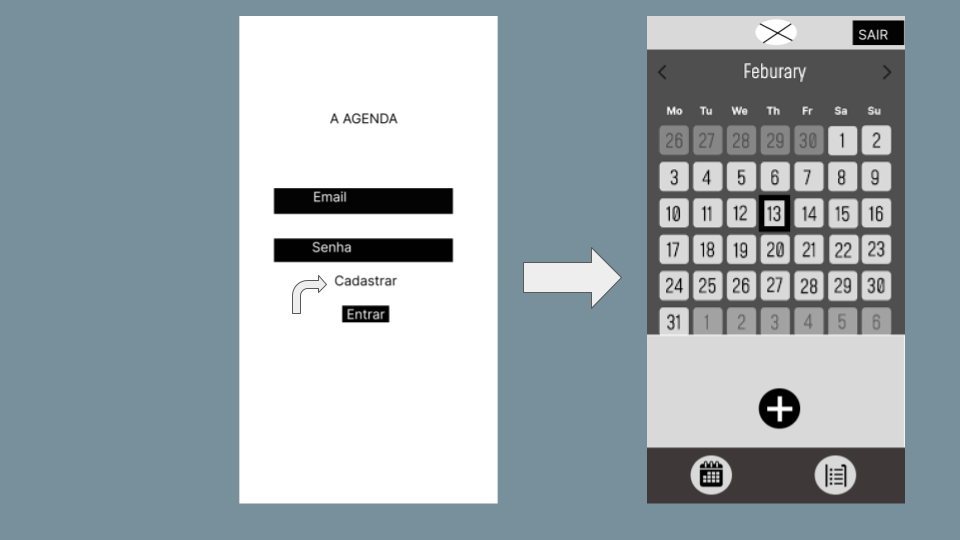 A AGENDA
Email
Senha
Cadastrar
Entrar
SAIR
Feburary
Mo Tu We Th Fr Sa Su
26 27 28 29 30 1 2
3 4 5 6 7 8 9
10 11 12 13 14 15 16
17 18 19 20 21 22 23
24 25 26 27 28 29 30
31 1 2 3 4 5 6